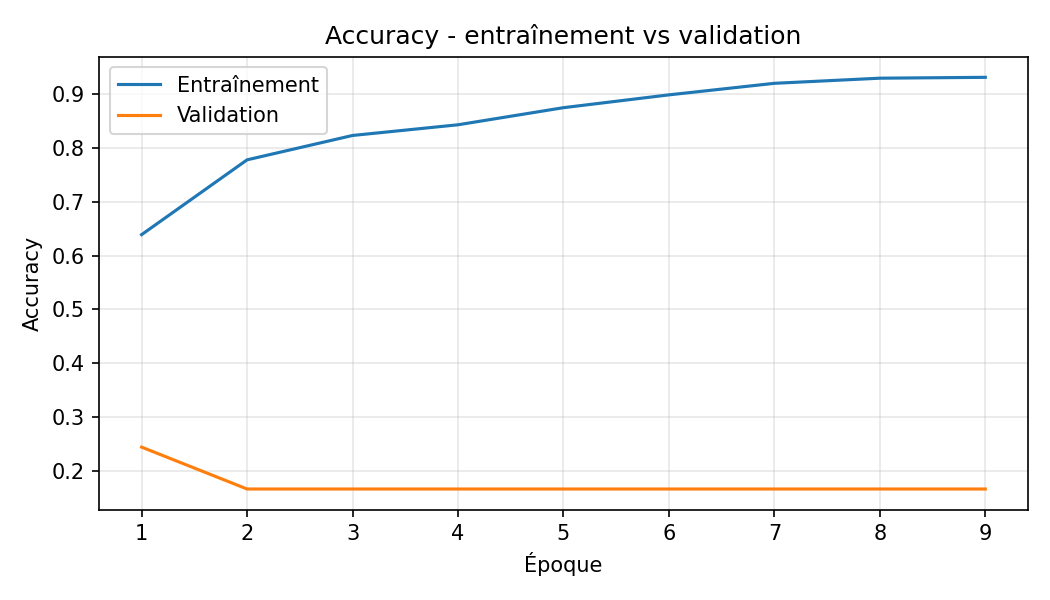 Accuracy - entraînement vs validation
Entraînement
Validation
Accuracy
0.9
0.8
0.7
0.6
0.5
0.4
0.3
0.2
1 2 3 4 5 6 7 8 9
Époque